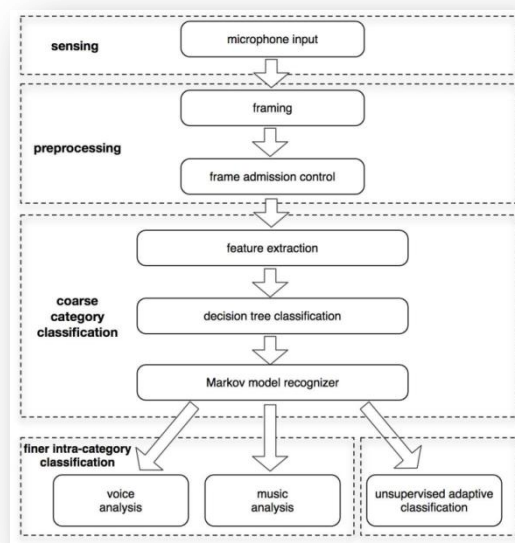 sensing
microphone input
preprocessing
framing
frame admission control
coarse
category
classification
feature extraction
decision tree classification
Markov model recognizer
finer intra-category
classification
voice
analysis
music
analysis
unsupervised adaptive
classification